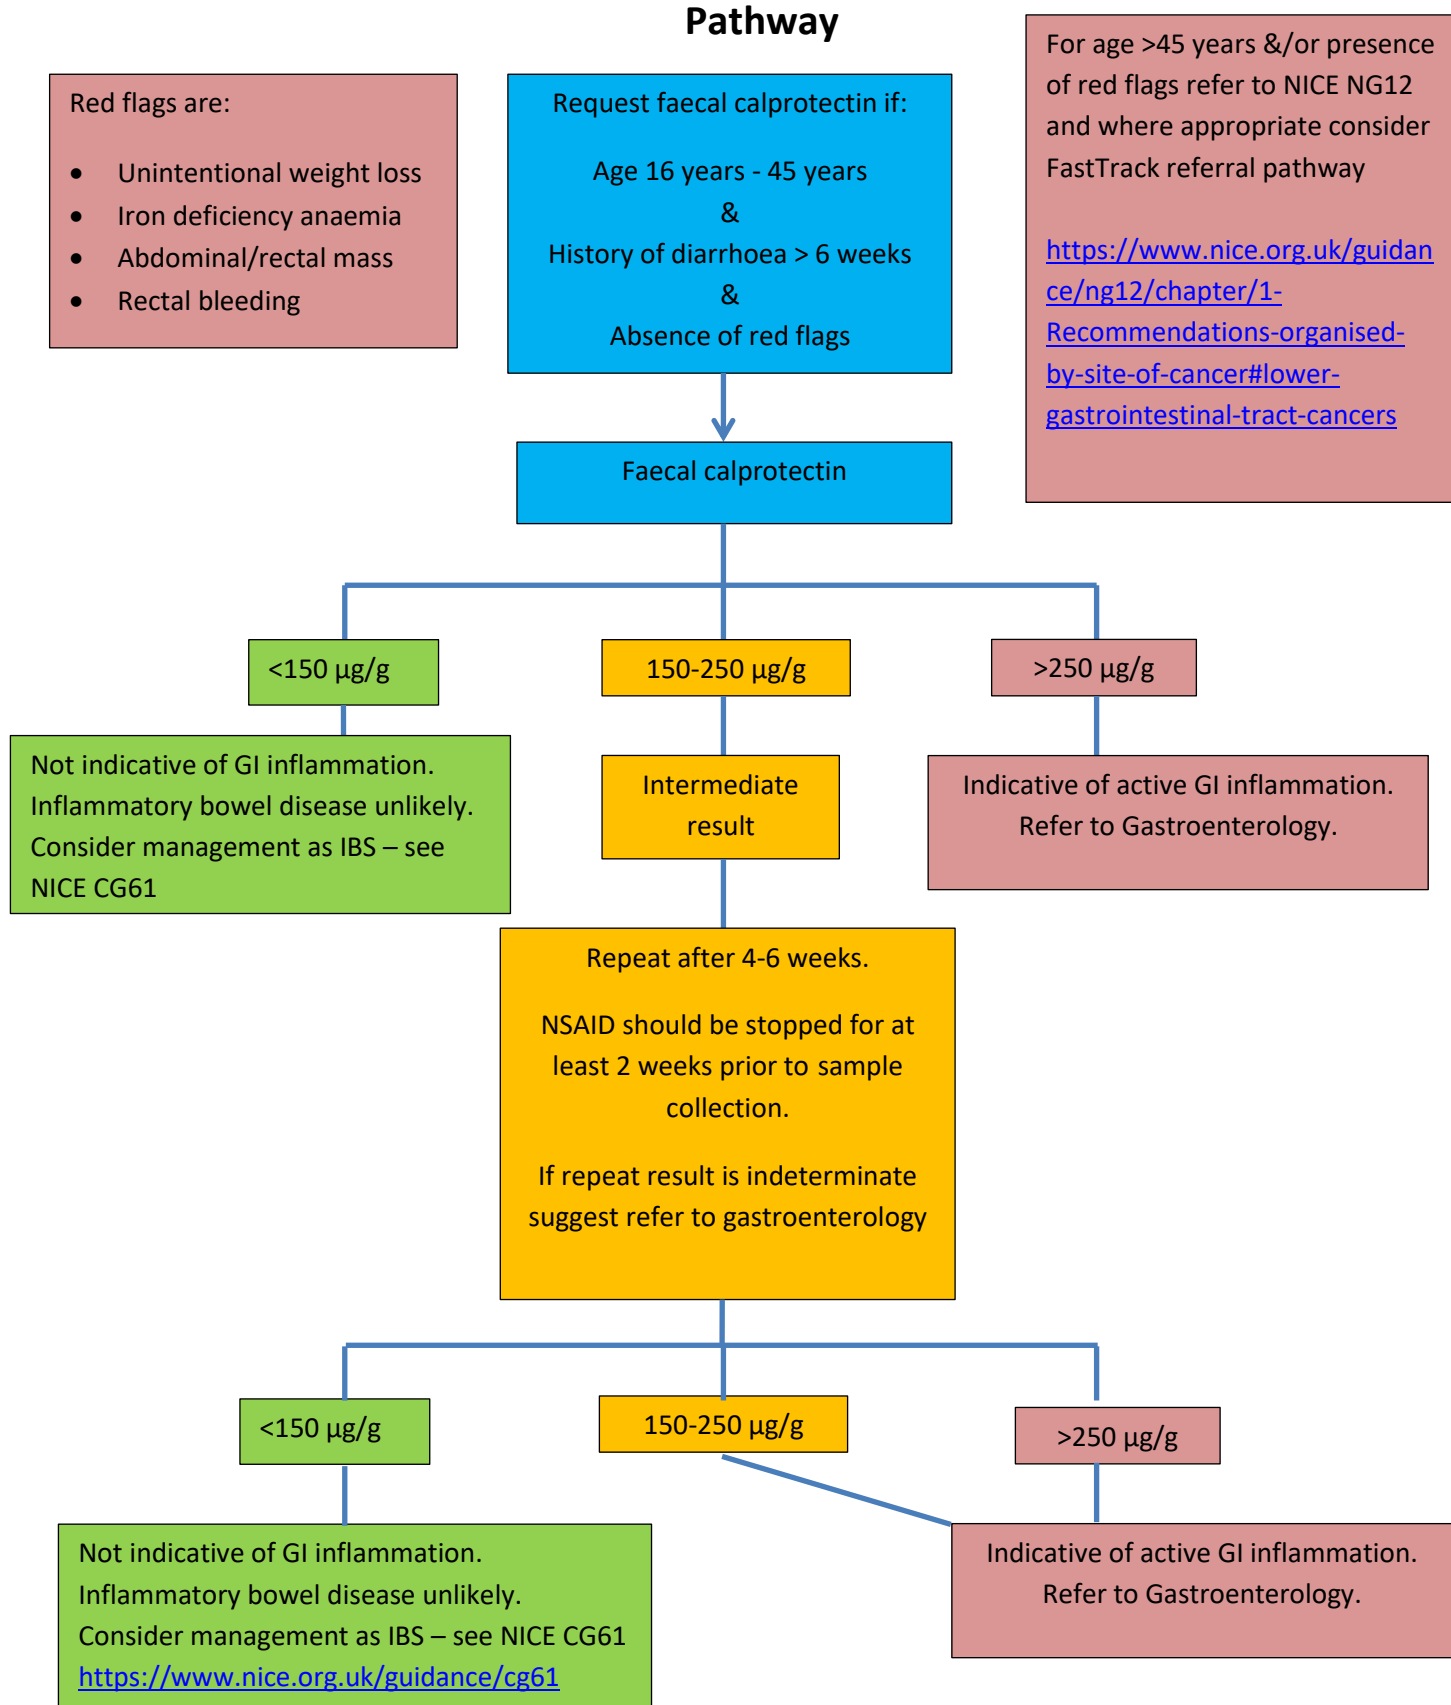 Pathway
Red flags are:
• Unintentional weight loss
• Iron deficiency anaemia
• Abdominal/rectal mass
• Rectal bleeding
Request faecal calprotectin if:
Age 16 years - 45 years
&
History of diarrhoea > 6 weeks
&
Absence of red flags
For age >45 years &/or presence
of red flags refer to NICE NG12
and where appropriate consider
FastTrack referral pathway
https://www.nice.org.uk/guidan
ce/ng12/chapter/1-
Recommendations-organised-
by-site-of-cancer#lower-
gastrointestinal-tract-cancers
Faecal calprotectin
<150 µg/g
150-250 µg/g
>250 µg/g
Not indicative of GI inflammation.
Inflammatory bowel disease unlikely.
Consider management as IBS – see
NICE CG61
Intermediate
result
Indicative of active GI inflammation.
Refer to Gastroenterology.
Repeat after 4-6 weeks.
NSAID should be stopped for at
least 2 weeks prior to sample
collection.
If repeat result is indeterminate
suggest refer to gastroenterology
<150 µg/g
150-250 µg/g
>250 µg/g
Not indicative of GI inflammation.
Inflammatory bowel disease unlikely.
Consider management as IBS – see NICE CG61
https://www.nice.org.uk/guidance/cg61
Indicative of active GI inflammation.
Refer to Gastroenterology.